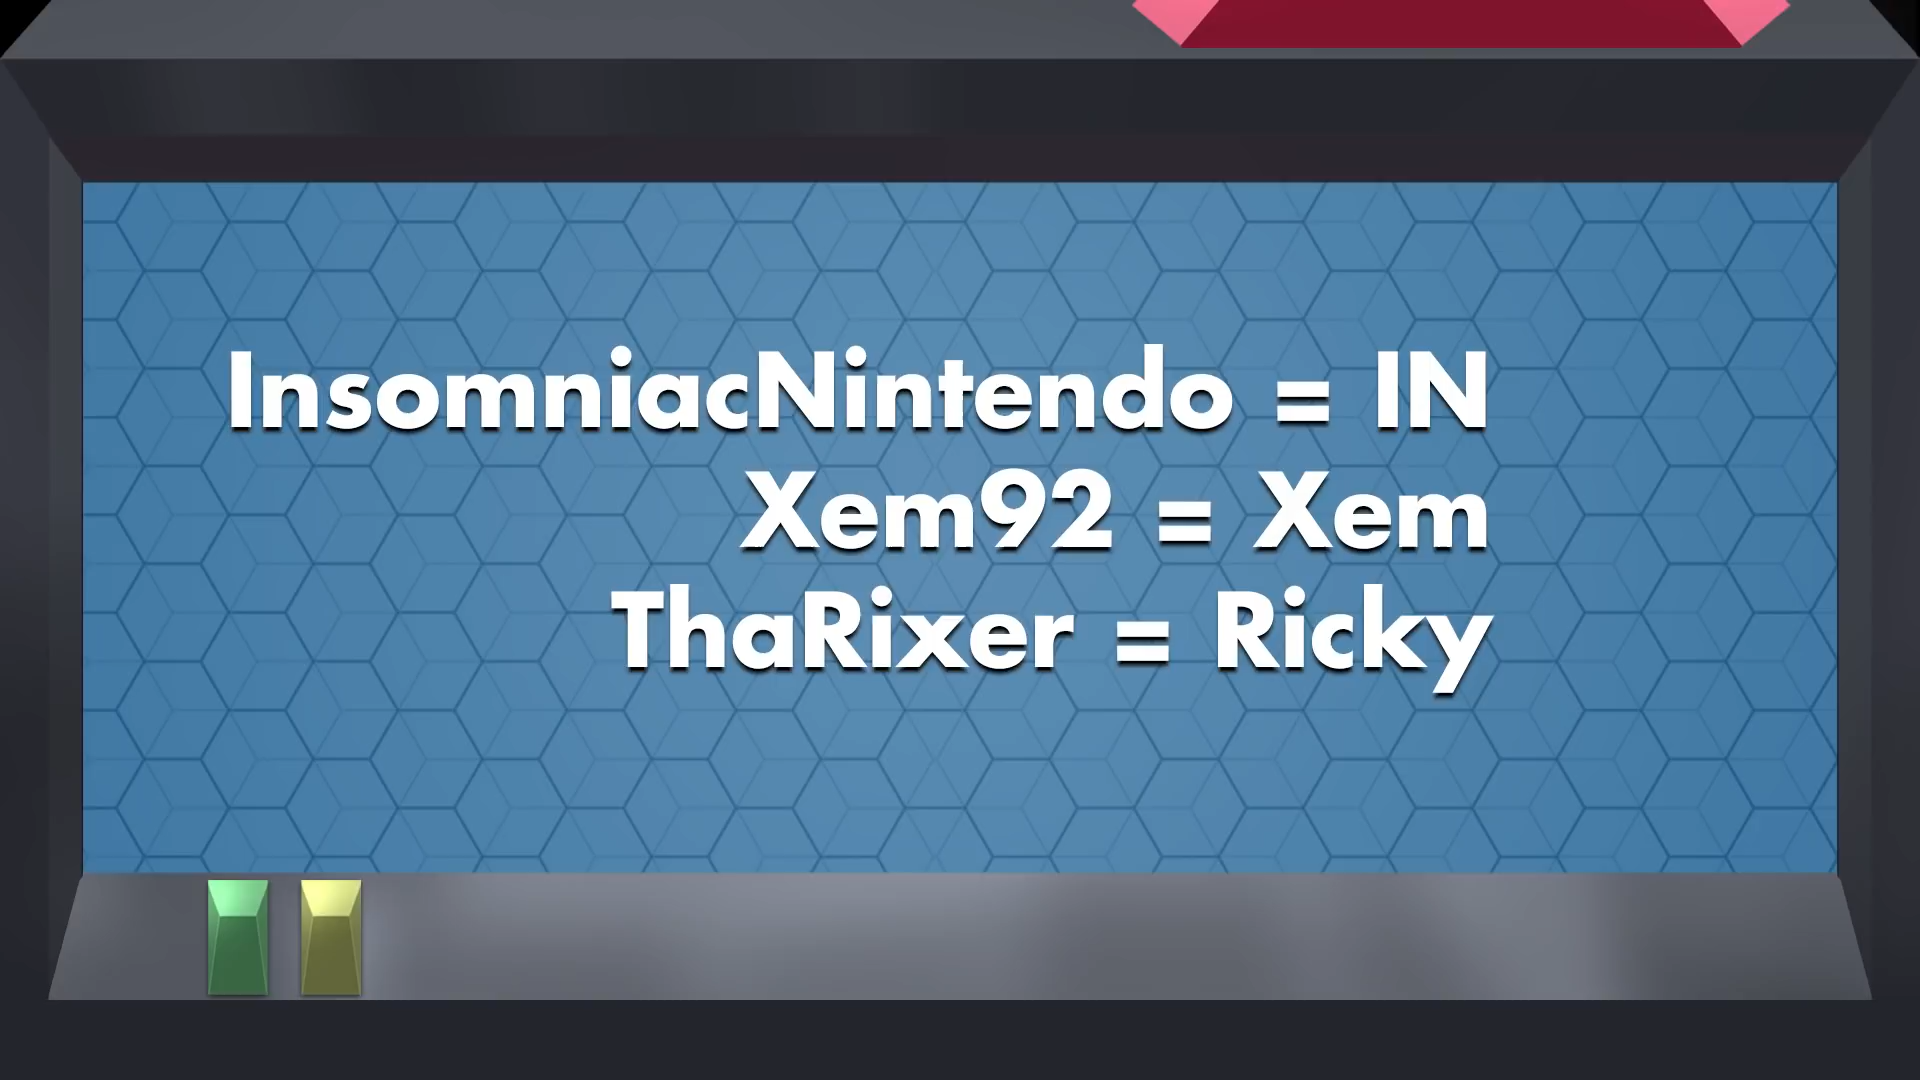 InsomniacNintendo = IN
Xem92 = Xem
ThaRixer = Ricky